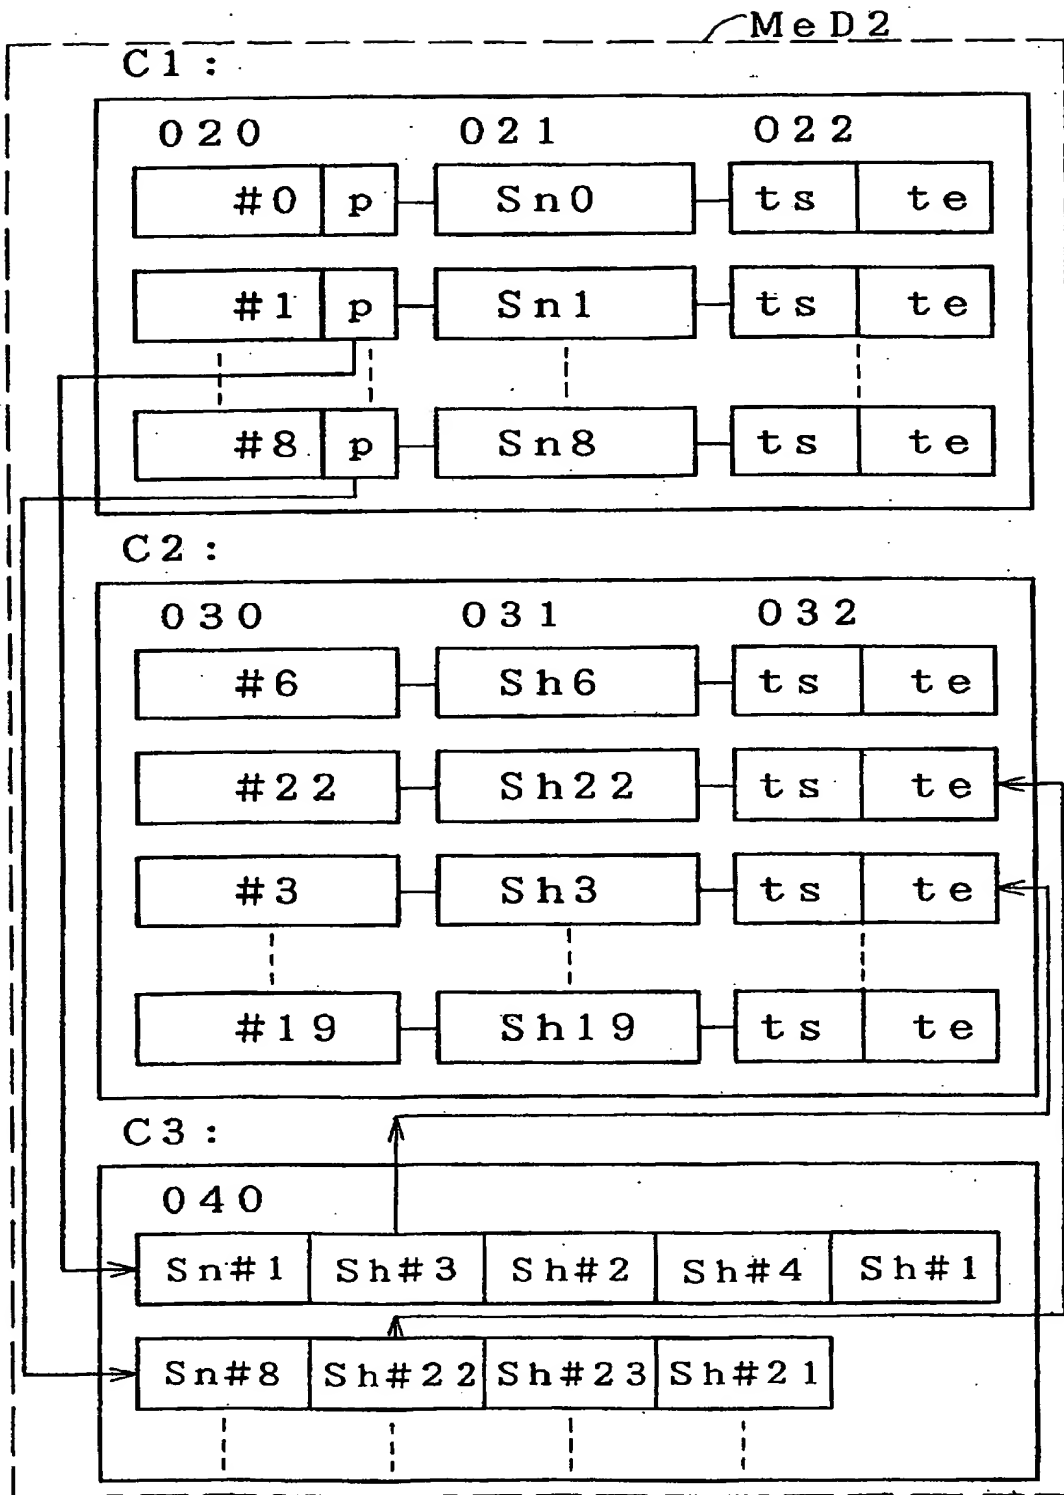 MeD2
C1:
020 021 022
#0 p Sn0 ts te
#1 p Sn1 ts te
#8 p Sn8 ts te
C2:
030 031 032
#6 Sh6 ts te
#22 Sh22 ts te
#3 Sh3 ts te
#19 Sh19 ts te
C3:
040
Sn#1 Sh#3 Sh#2 Sh#4 Sh#1
Sn#8 Sh#22 Sh#23 Sh#21